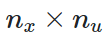 nₓ × nᵤ